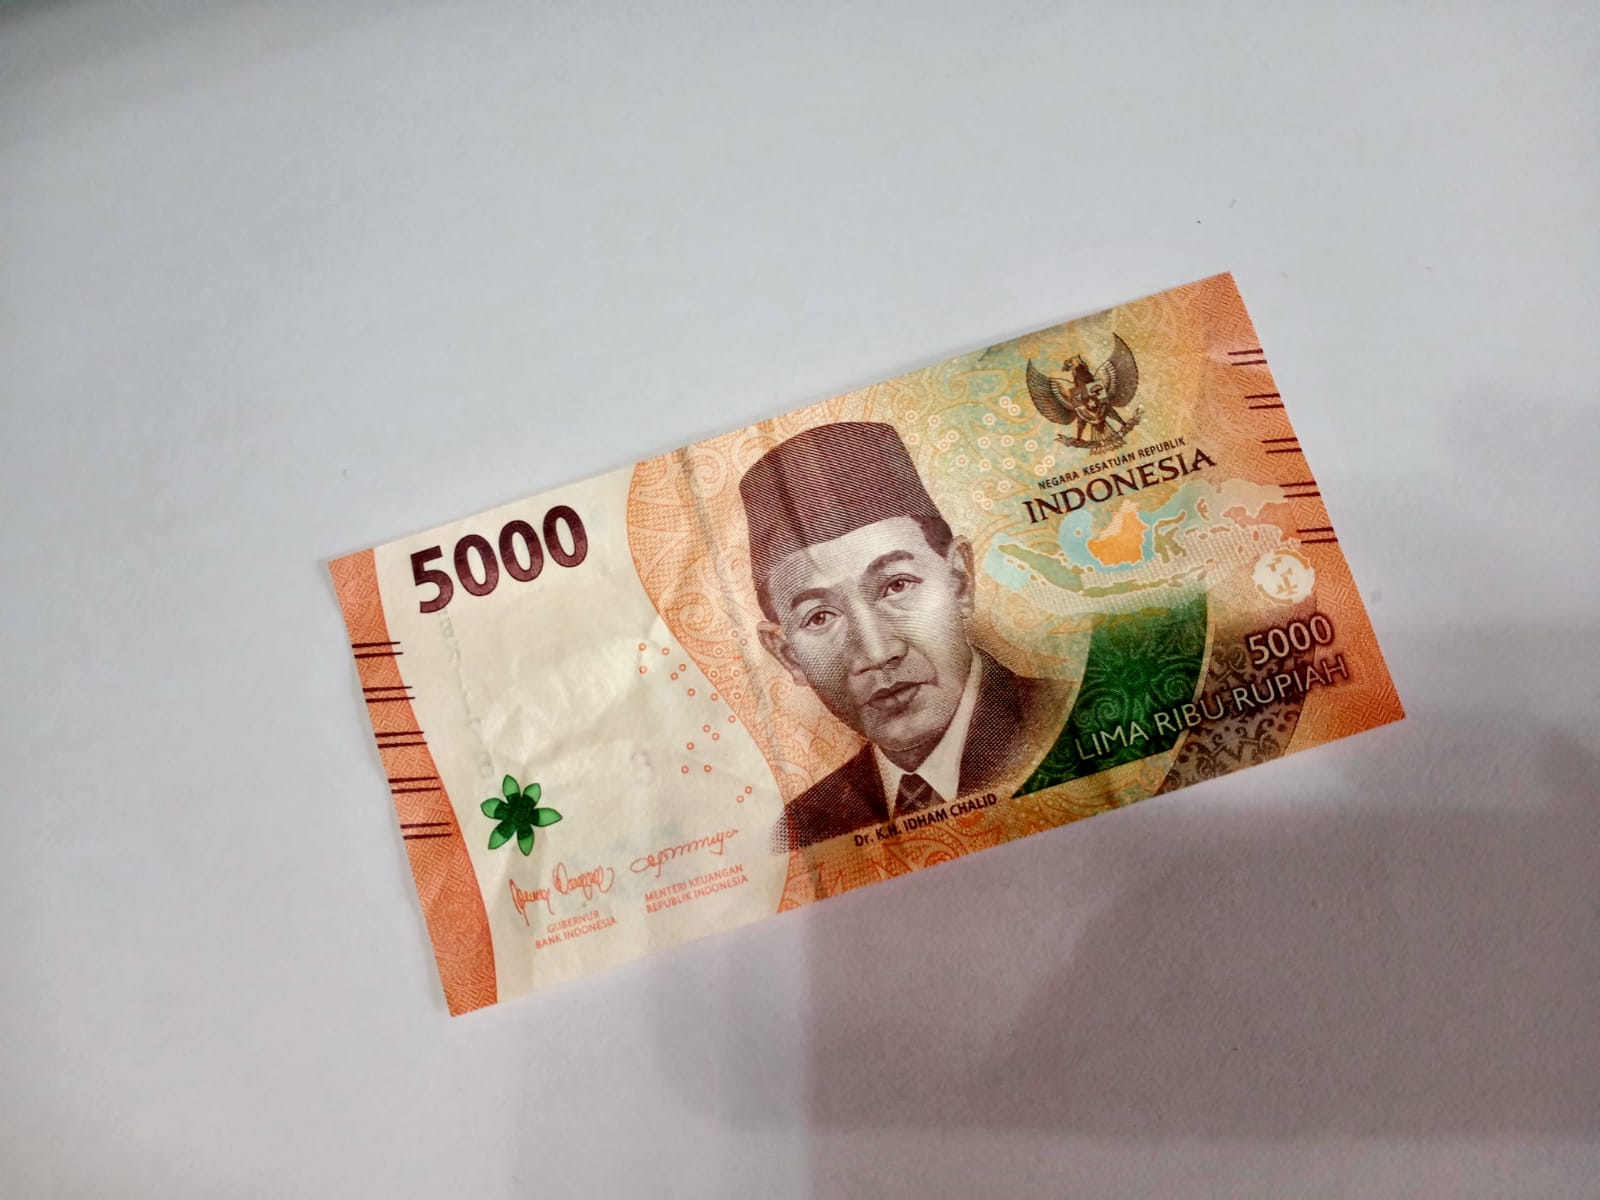 5000
NEGARA KESATUAN REPUBLIK
INDONESIA
5000
LIMA RIBU RUPIAH
Dr. K.H. IDHAM CHALID
GUBERNUR
BANK INDONESIA
MENTERI KEUANGAN
REPUBLIK INDONESIA